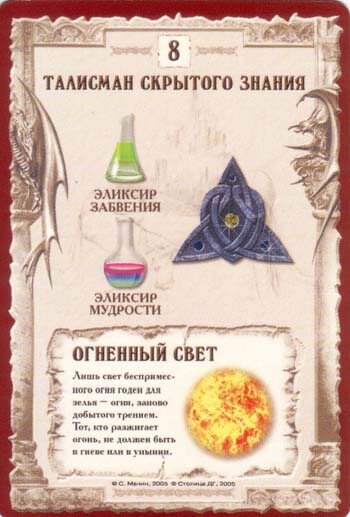 8
ТАЛИСМАН СКРЫТОГО ЗНАНИЯ
ЭЛИКСИР
ЗАБВЕНИЯ
ЭЛИКСИР
МУДРОСТИ
ОГНЕННЫЙ СВЕТ
Лишь свет беспримес-
ного огня годен для
зелья — огня, заново
добытого трением.
Тот, кто разжигает
огонь, не должен быть
в гневе или в унынии.
© С. Мачин, 2005 © Столица ДГ, 2005